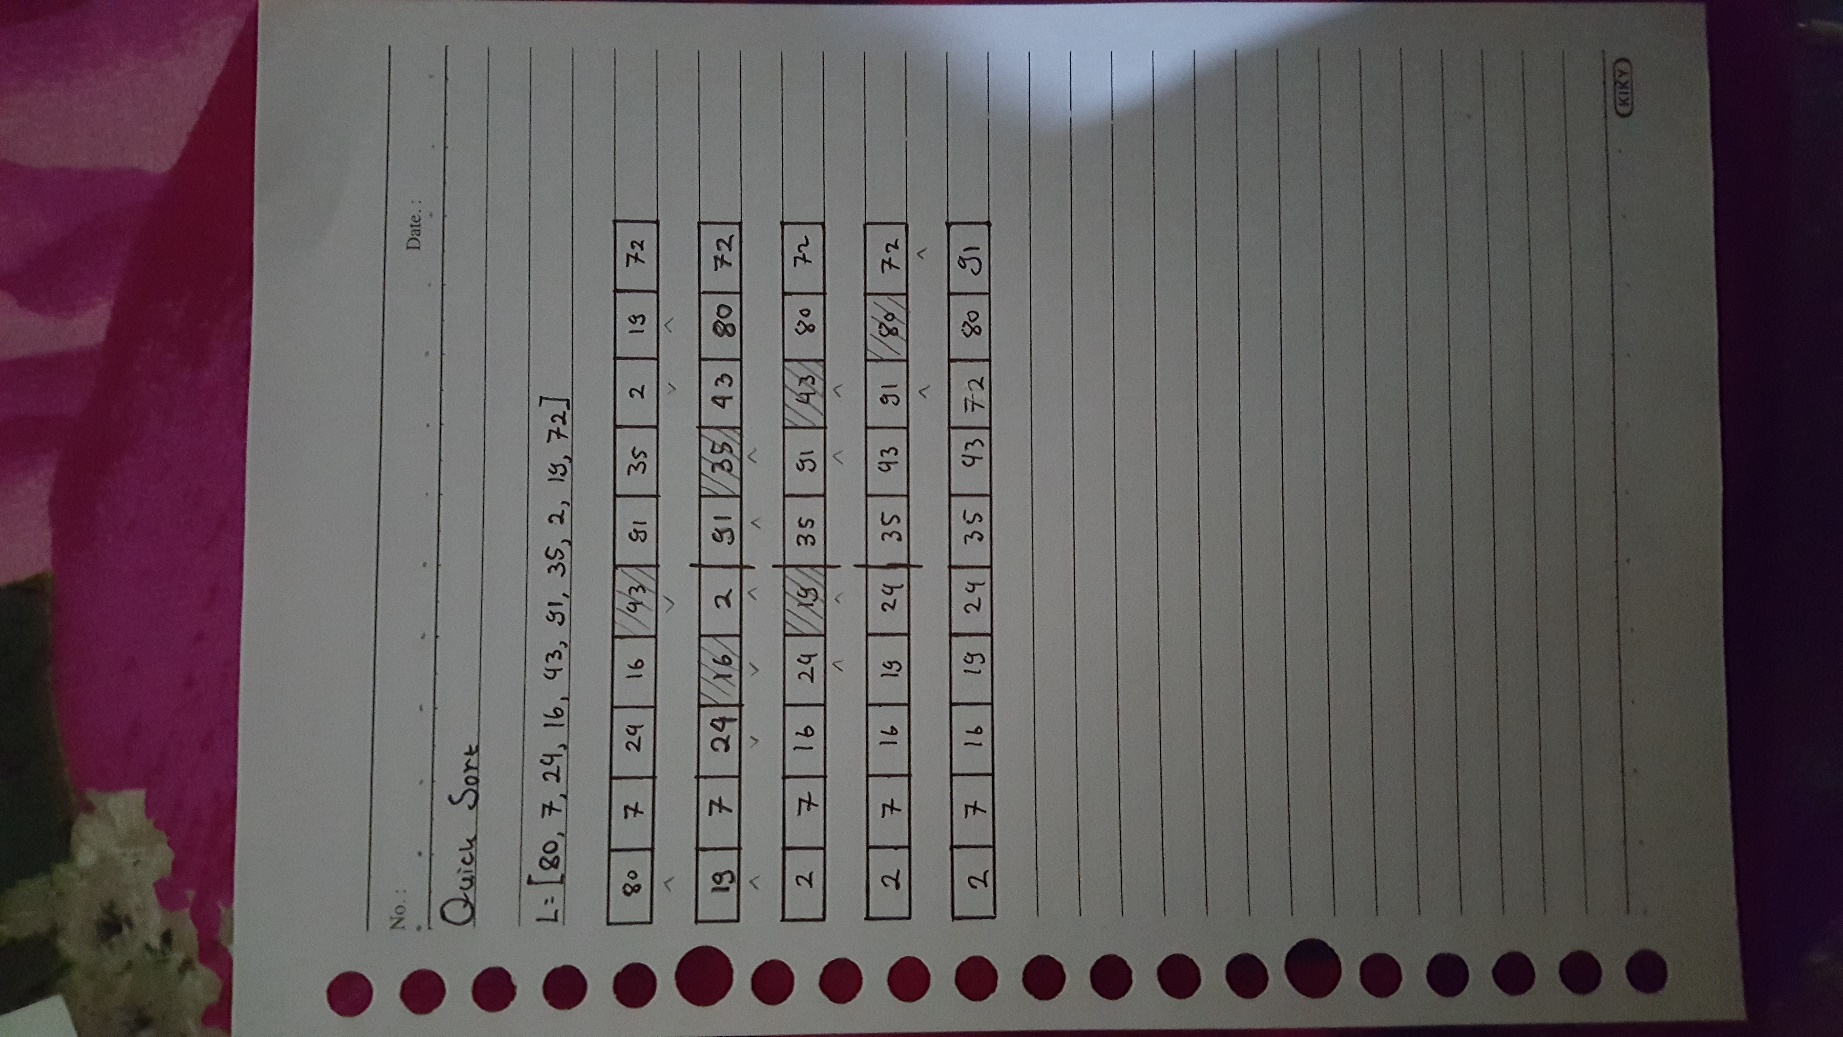 No.:
Date.:
Quick Sort
L = [80, 7, 24, 16, 43, 91, 35, 2, 19, 72]
80 7 24 16 43 91 35 2 19 72
19 7 24 16 2 91 35 43 80 72
2 7 16 24 19 35 91 43 80 72
2 7 16 19 24 35 43 91 80 72
2 7 16 19 24 35 43 72 80 91
KIKY